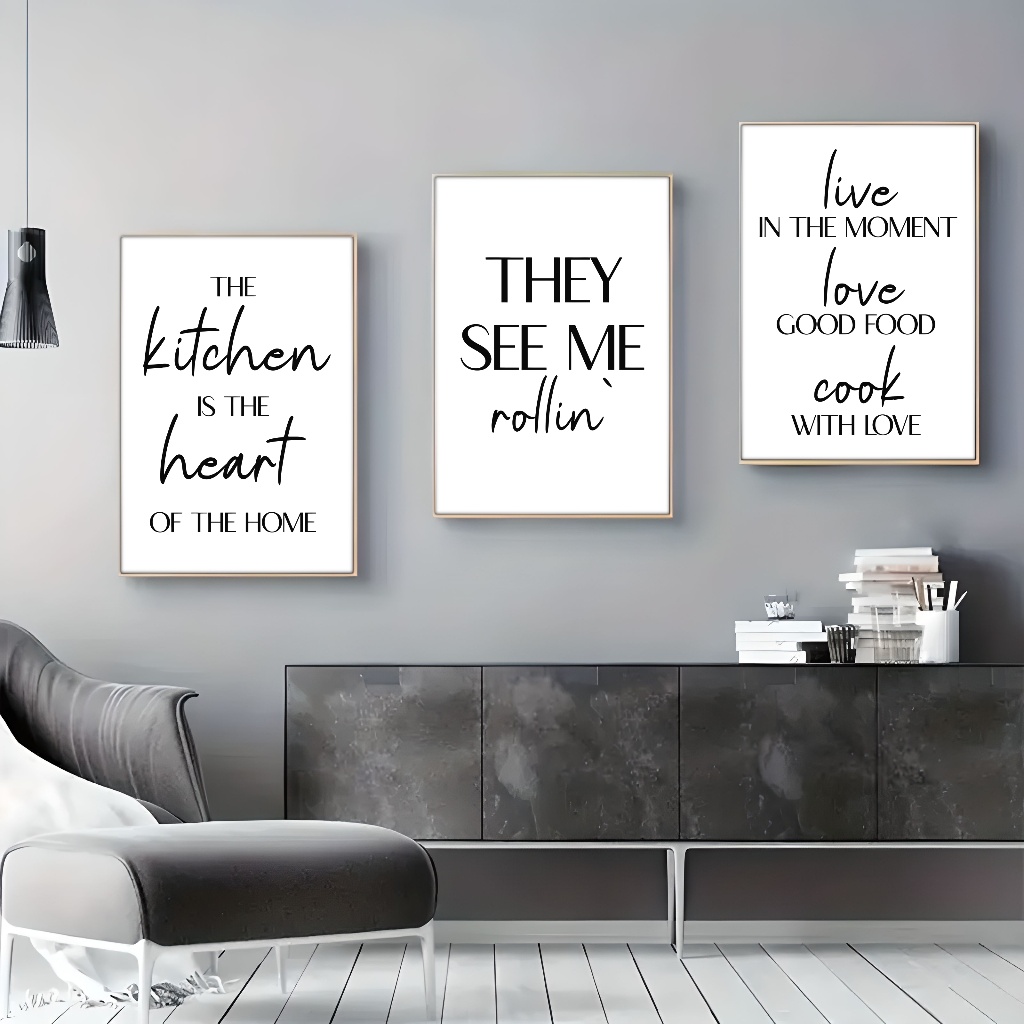 THE
kitchen
IS THE
heart
OF THE HOME
THEY
SEE ME
rollin`
live
IN THE MOMENT
love
GOOD FOOD
cook
WITH LOVE